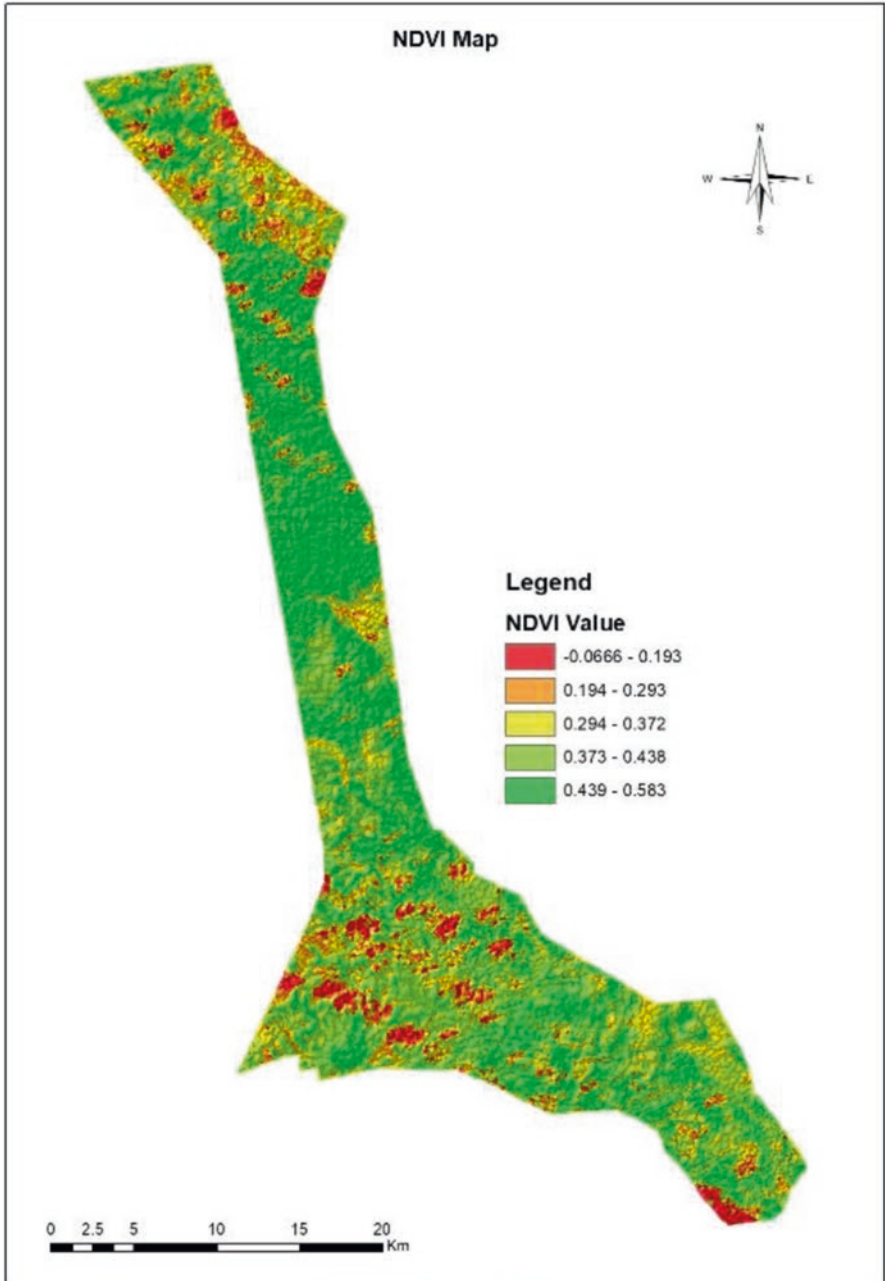 NDVI Map
N
W
E
S
Legend
NDVI Value
-0.0666 - 0.193
0.194 - 0.293
0.294 - 0.372
0.373 - 0.438
0.439 - 0.583
0 2.5 5 10 15 20
Km